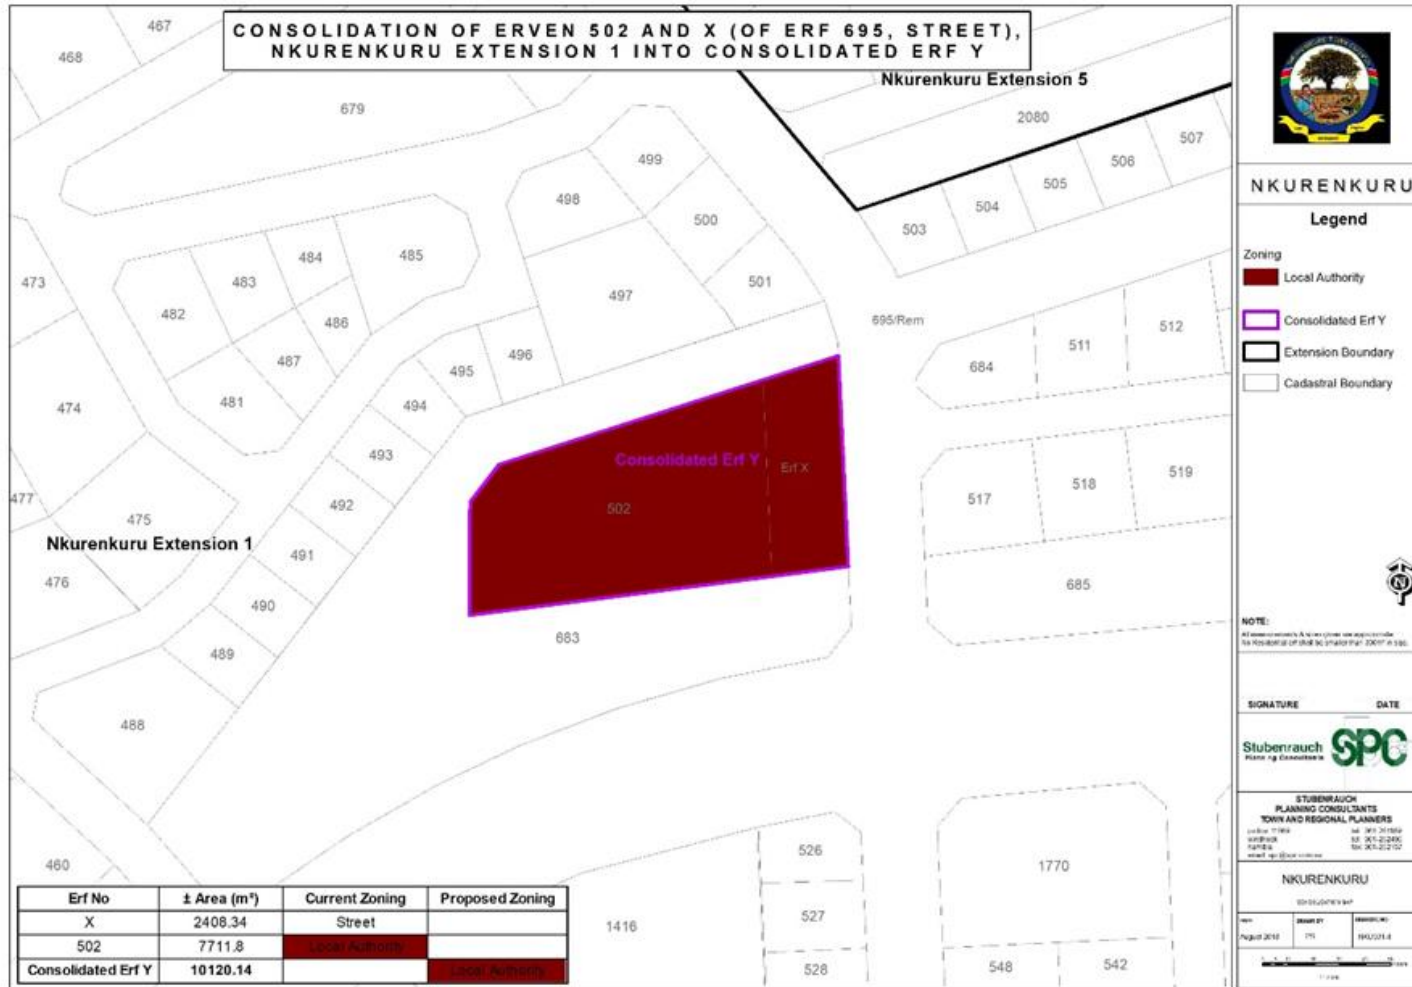 CONSOLIDATION OF ERVEN 502 AND X (OF ERF 695, STREET),
NKURENKURU EXTENSION 1 INTO CONSOLIDATED ERF Y
Nkurenkuru Extension 5
467
468
679
2080
507
506
505
504
503
499
498
500
501
497
485
484
483
482
486
487
481
473
474
477
475
476
Nkurenkuru Extension 1
496
495
494
493
492
491
490
489
488
460
695/Rem
684
511
512
517
518
519
685
Consolidated Erf Y
Erf X
502
683
526
527
528
1416
1770
548
542
Erf No ± Area (m²) Current Zoning Proposed Zoning
X 2408.34 Street
502 7711.8 Local Authority
Consolidated Erf Y 10120.14 Local Authority
NKURENKURU
Legend
Zoning
Local Authority
Consolidated Erf Y
Extension Boundary
Cadastral Boundary
N
NOTE:
SIGNATURE DATE
Stubenrauch
Planning Consultants
SPC
STUBENRAUCH
PLANNING CONSULTANTS
TOWN AND REGIONAL PLANNERS
NKURENKURU